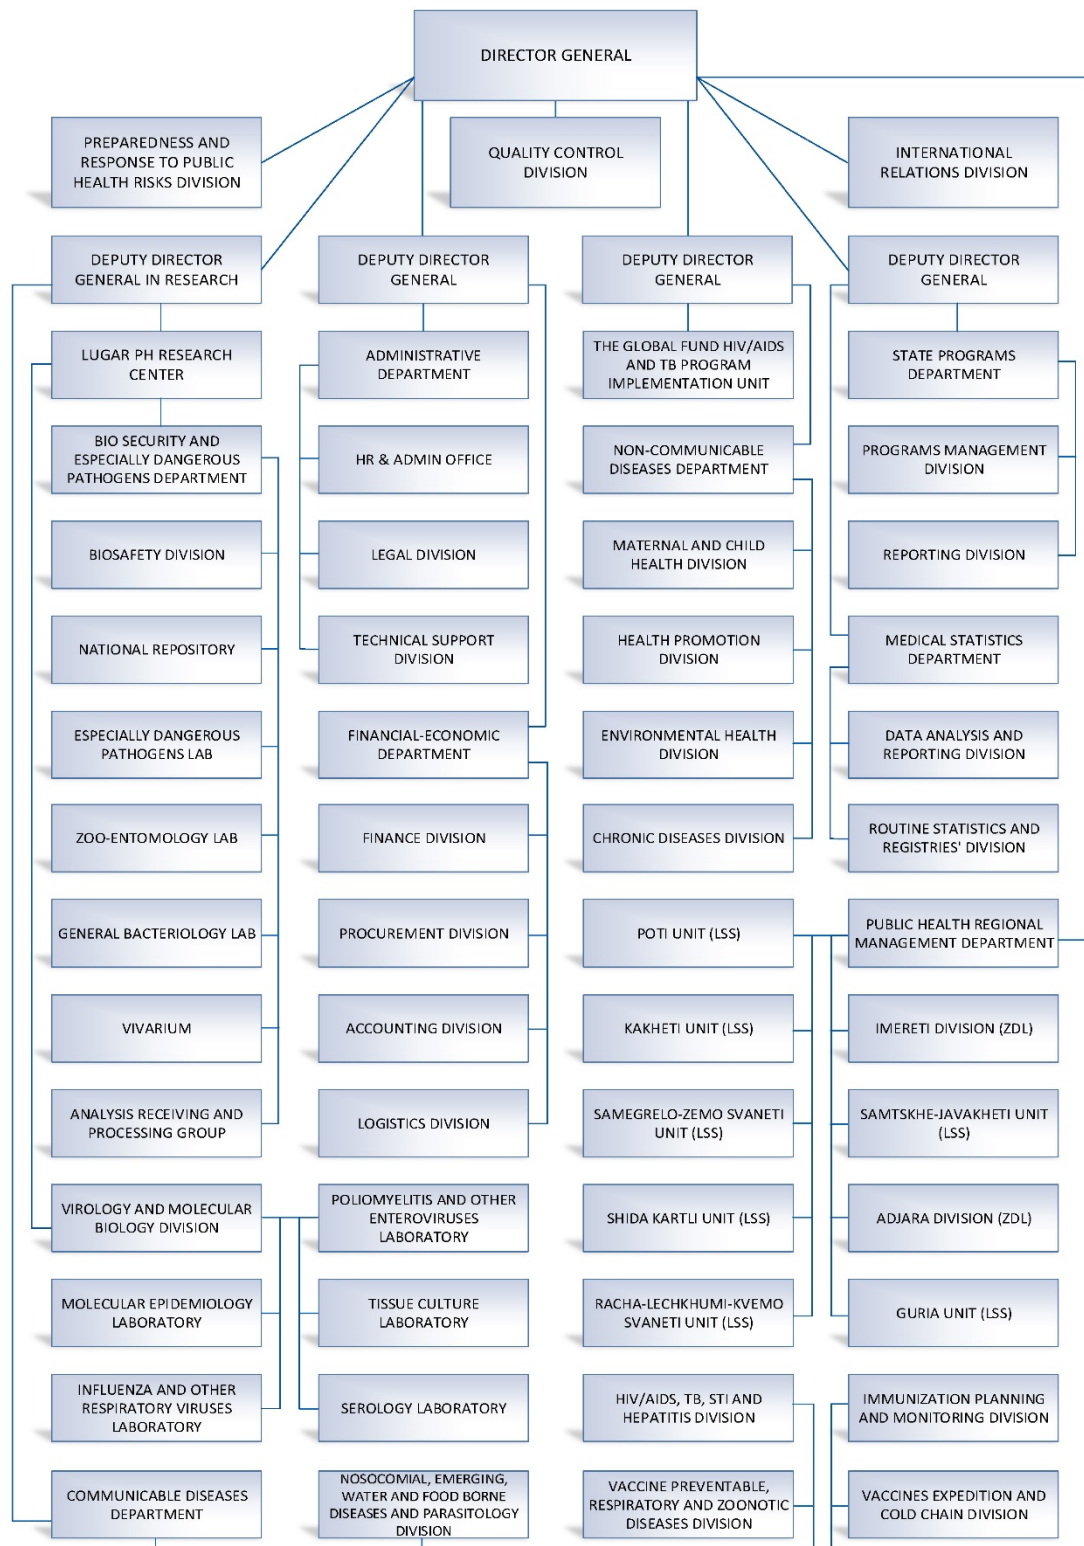 DIRECTOR GENERAL
PREPAREDNESS AND
RESPONSE TO PUBLIC
HEALTH RISKS DIVISION
QUALITY CONTROL
DIVISION
INTERNATIONAL
RELATIONS DIVISION
DEPUTY DIRECTOR
GENERAL IN RESEARCH
DEPUTY DIRECTOR
GENERAL
DEPUTY DIRECTOR
GENERAL
DEPUTY DIRECTOR
GENERAL
LUGAR PH RESEARCH
CENTER
ADMINISTRATIVE
DEPARTMENT
THE GLOBAL FUND HIV/AIDS
AND TB PROGRAM
IMPLEMENTATION UNIT
STATE PROGRAMS
DEPARTMENT
BIO SECURITY AND
ESPECIALLY DANGEROUS
PATHOGENS DEPARTMENT
HR & ADMIN OFFICE
NON-COMMUNICABLE
DISEASES DEPARTMENT
PROGRAMS MANAGEMENT
DIVISION
BIOSAFETY DIVISION
LEGAL DIVISION
MATERNAL AND CHILD
HEALTH DIVISION
REPORTING DIVISION
NATIONAL REPOSITORY
TECHNICAL SUPPORT
DIVISION
HEALTH PROMOTION
DIVISION
MEDICAL STATISTICS
DEPARTMENT
ESPECIALLY DANGEROUS
PATHOGENS LAB
FINANCIAL-ECONOMIC
DEPARTMENT
ENVIRONMENTAL HEALTH
DIVISION
DATA ANALYSIS AND
REPORTING DIVISION
ZOO-ENTOMOLOGY LAB
FINANCE DIVISION
CHRONIC DISEASES DIVISION
ROUTINE STATISTICS AND
REGISTRIES' DIVISION
GENERAL BACTERIOLOGY LAB
PROCUREMENT DIVISION
POTI UNIT (LSS)
PUBLIC HEALTH REGIONAL
MANAGEMENT DEPARTMENT
VIVARIUM
ACCOUNTING DIVISION
KAKHETI UNIT (LSS)
IMERETI DIVISION (ZDL)
ANALYSIS RECEIVING AND
PROCESSING GROUP
LOGISTICS DIVISION
SAMEGRELO-ZEMO SVANETI
UNIT (LSS)
SAMTSKHE-JAVAKHETI UNIT
(LSS)
VIROLOGY AND MOLECULAR
BIOLOGY DIVISION
POLIOMYELITIS AND OTHER
ENTEROVIRUSES
LABORATORY
SHIDA KARTLI UNIT (LSS)
ADJARA DIVISION (ZDL)
MOLECULAR EPIDEMIOLOGY
LABORATORY
TISSUE CULTURE
LABORATORY
RACHA-LECHKHUMI-KVEMO
SVANETI UNIT (LSS)
GURIA UNIT (LSS)
INFLUENZA AND OTHER
RESPIRATORY VIRUSES
LABORATORY
SEROLOGY LABORATORY
HIV/AIDS, TB, STI AND
HEPATITIS DIVISION
IMMUNIZATION PLANNING
AND MONITORING DIVISION
COMMUNICABLE DISEASES
DEPARTMENT
NOSOCOMIAL, EMERGING,
WATER AND FOOD BORNE
DISEASES AND PARASITOLOGY
DIVISION
VACCINE PREVENTABLE,
RESPIRATORY AND ZOONOTIC
DISEASES DIVISION
VACCINES EXPEDITION AND
COLD CHAIN DIVISION